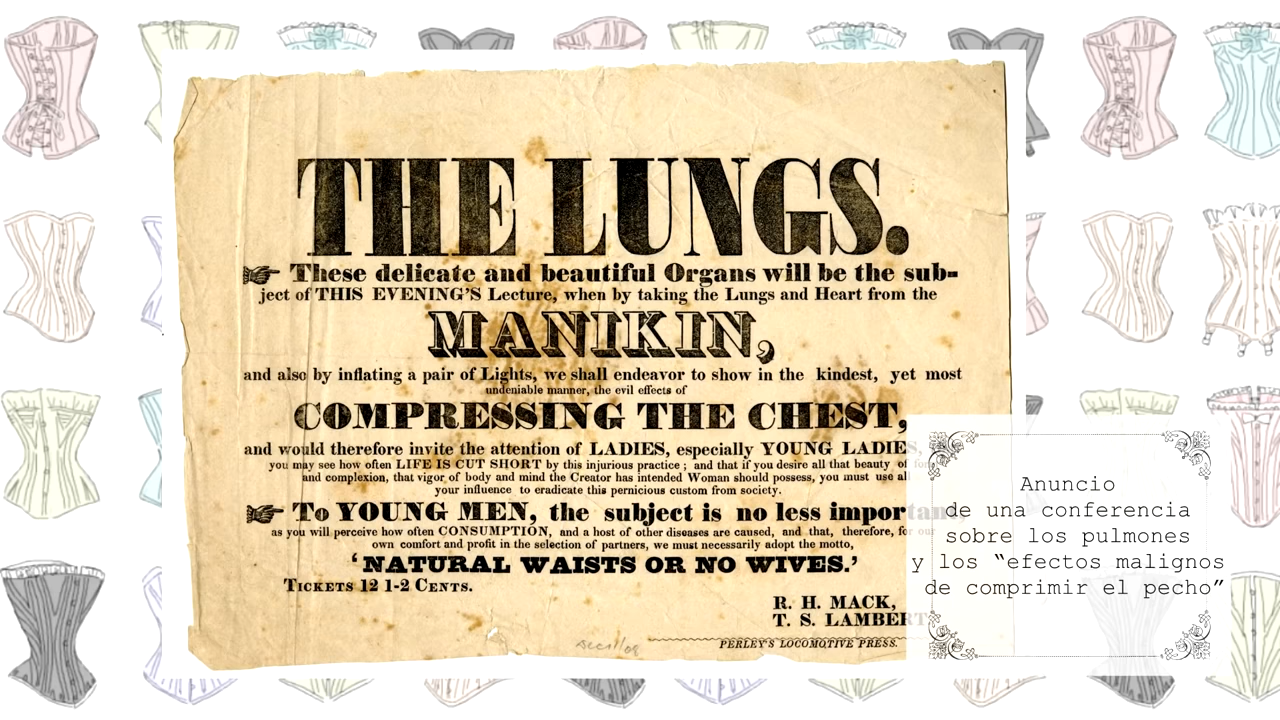 THE LUNGS.
These delicate and beautiful Organs will be the sub-
ject of THIS EVENING'S Lecture, when by taking the Lungs and Heart from the
MANIKIN,
and also by inflating a pair of Lights, we shall endeavor to show in the kindest, yet most
undeniable manner, the evil effects of
COMPRESSING THE CHEST,
and would therefore invite the attention of LADIES, especially YOUNG LADIES,
you may see how often LIFE IS CUT SHORT by this injurious practice ; and that if you desire all that beauty of form
and complexion, that vigor of body and mind the Creator has intended Woman should possess, you must use all
your influence to eradicate this pernicious custom from society.
To YOUNG MEN, the subject is no less important,
as you will perceive how often CONSUMPTION, and a host of other diseases are caused, and that, therefore, for our
own comfort and profit in the selection of partners, we must necessarily adopt the motto,
'NATURAL WAISTS OR NO WIVES.'
TICKETS 12 1-2 CENTS.
R. H. MACK,
T. S. LAMBERT
PERLEY'S LOCOMOTIVE PRESS.
Anuncio
de una conferencia
sobre los pulmones
y los “efectos malignos
de comprimir el pecho”